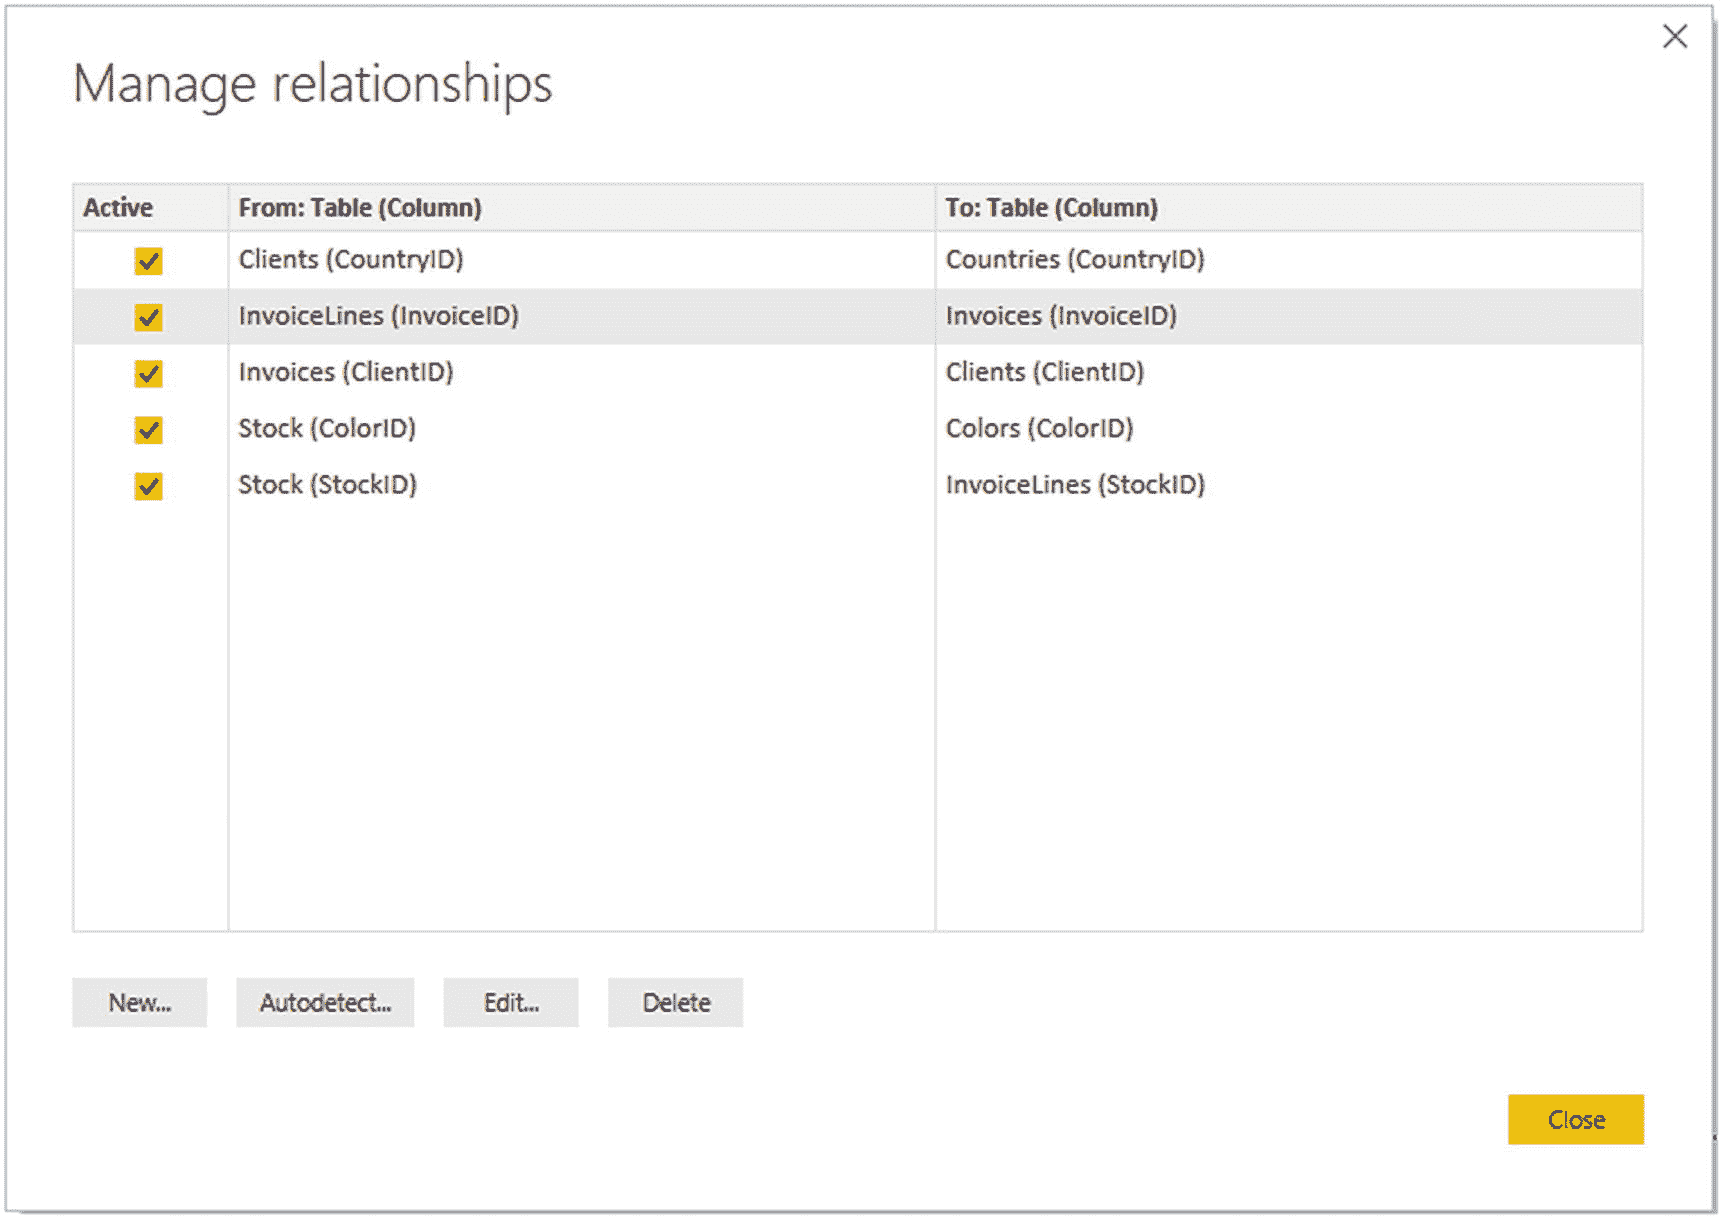 Manage relationships
Active From: Table (Column) To: Table (Column)
Clients (CountryID) Countries (CountryID)
InvoiceLines (InvoiceID) Invoices (InvoiceID)
Invoices (ClientID) Clients (ClientID)
Stock (ColorID) Colors (ColorID)
Stock (StockID) InvoiceLines (StockID)
New... Autodetect... Edit... Delete
Close